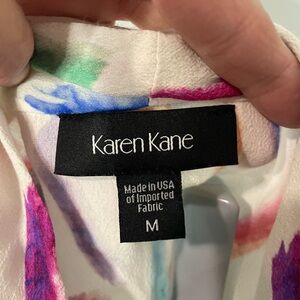 Karen Kane
Made in USA
of Imported
Fabric
M